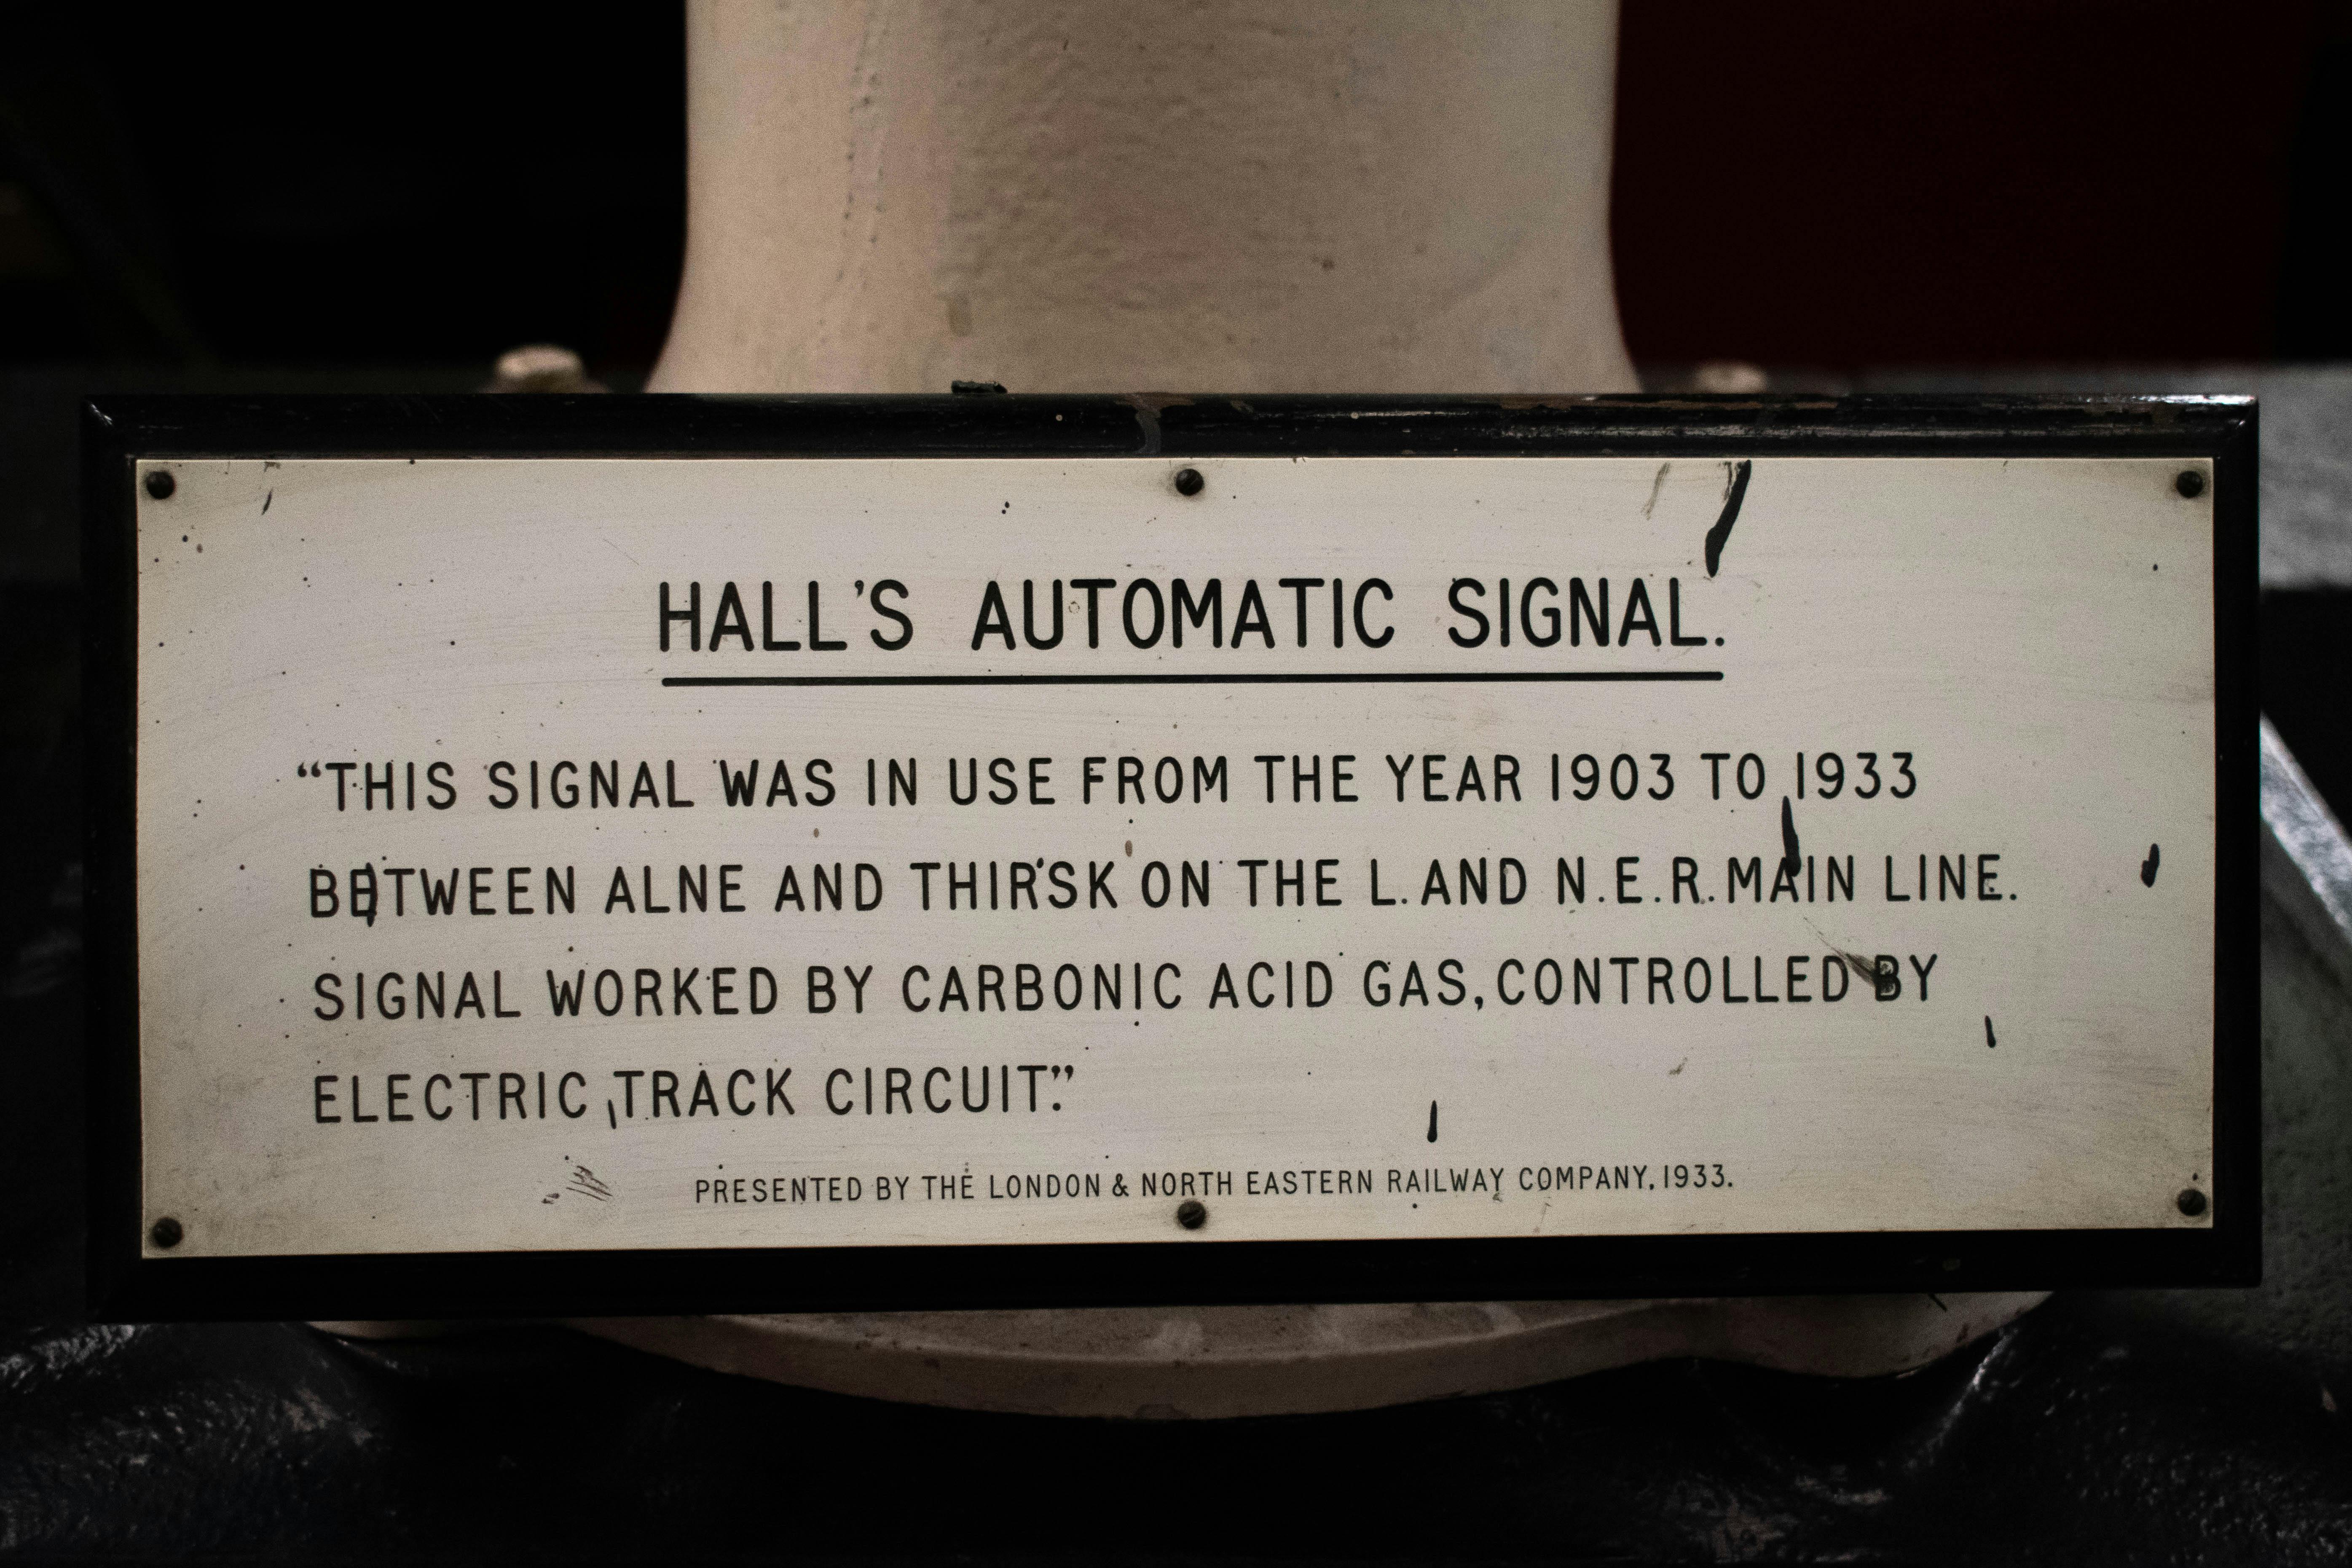 HALL'S AUTOMATIC SIGNAL.
“THIS SIGNAL WAS IN USE FROM THE YEAR 1903 TO 1933
BETWEEN ALNE AND THIRSK ON THE L. AND N.E.R. MAIN LINE.
SIGNAL WORKED BY CARBONIC ACID GAS, CONTROLLED BY
ELECTRIC TRACK CIRCUIT.”
PRESENTED BY THE LONDON & NORTH EASTERN RAILWAY COMPANY, 1933.